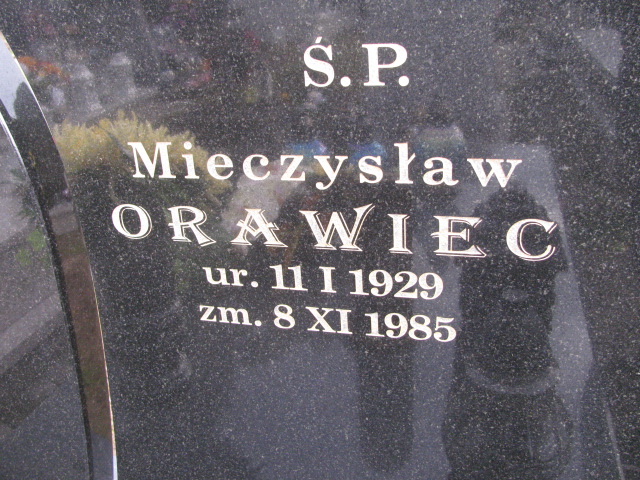 Ś.P.
Mieczysław
ORAWIEC
ur. 11 I 1929
zm. 8 XI 1985